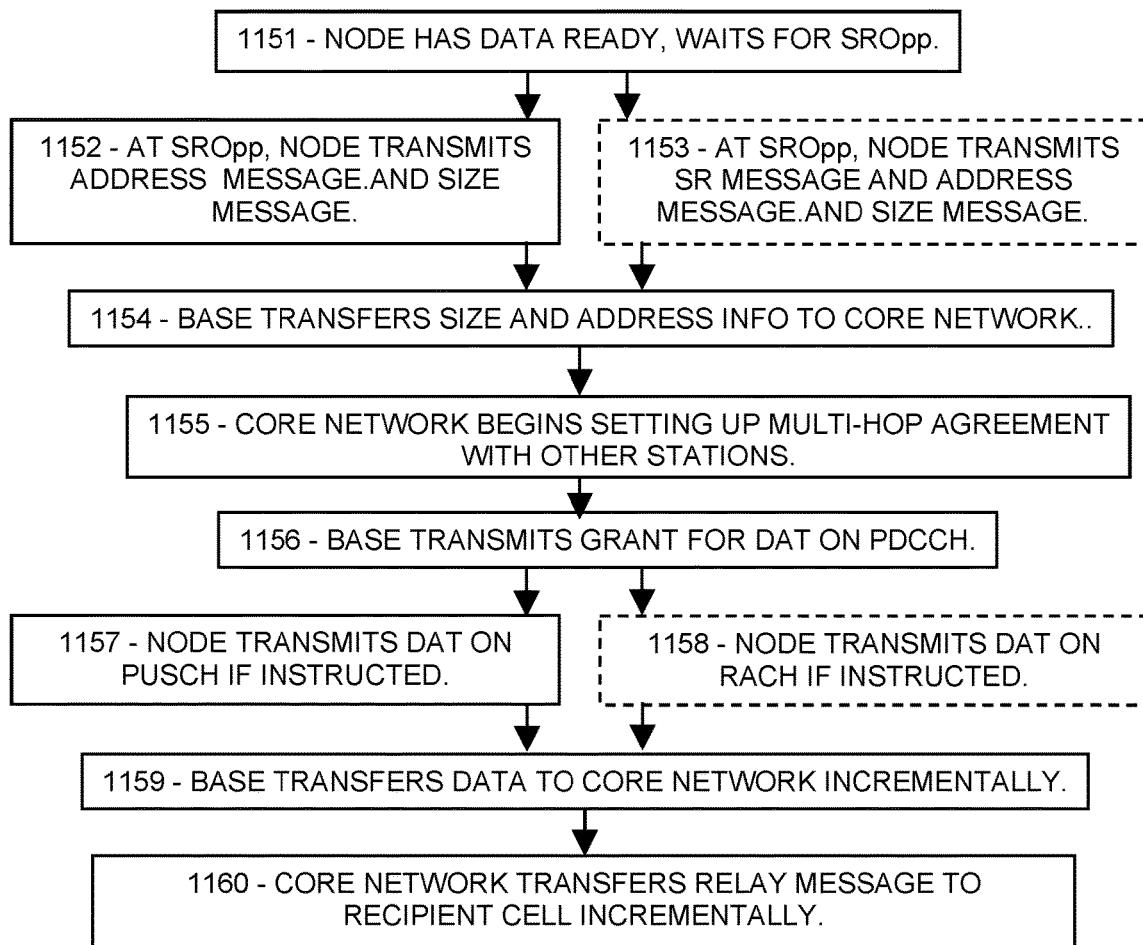 1151 - NODE HAS DATA READY, WAITS FOR SROpp.
1152 - AT SROpp, NODE TRANSMITS
ADDRESS MESSAGE.AND SIZE
MESSAGE.
1153 - AT SROpp, NODE TRANSMITS
SR MESSAGE AND ADDRESS
MESSAGE.AND SIZE MESSAGE.
1154 - BASE TRANSFERS SIZE AND ADDRESS INFO TO CORE NETWORK..
1155 - CORE NETWORK BEGINS SETTING UP MULTI-HOP AGREEMENT
WITH OTHER STATIONS.
1156 - BASE TRANSMITS GRANT FOR DAT ON PDCCH.
1157 - NODE TRANSMITS DAT ON
PUSCH IF INSTRUCTED.
1158 - NODE TRANSMITS DAT ON
RACH IF INSTRUCTED.
1159 - BASE TRANSFERS DATA TO CORE NETWORK INCREMENTALLY.
1160 - CORE NETWORK TRANSFERS RELAY MESSAGE TO
RECIPIENT CELL INCREMENTALLY.